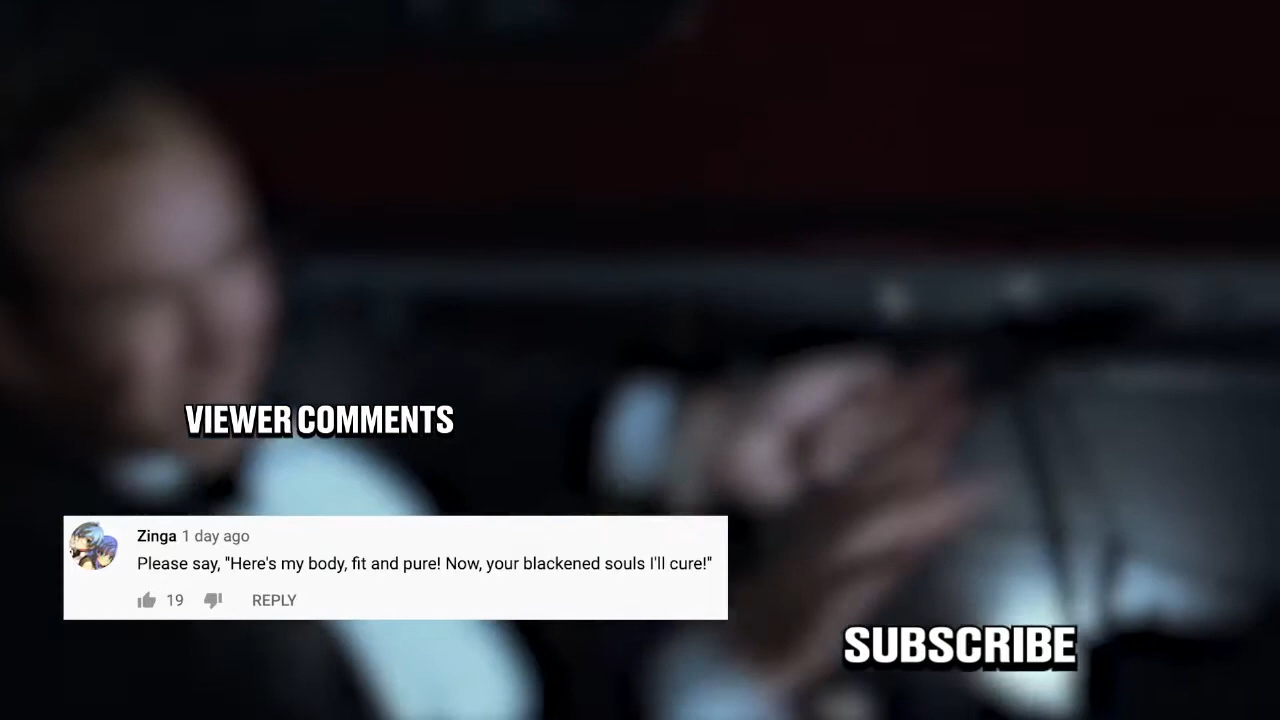 VIEWER COMMENTS
Zinga 1 day ago
Please say, "Here's my body, fit and pure! Now, your blackened souls I'll cure!"
19 REPLY
SUBSCRIBE